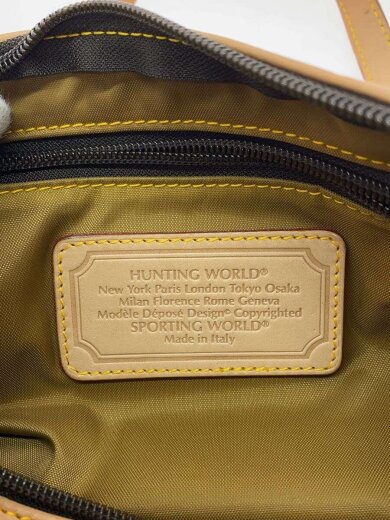 HUNTING WORLD®
New York Paris London Tokyo Osaka
Milan Florence Rome Geneva
Modèle Déposé Design© Copyrighted
SPORTING WORLD®
Made in Italy